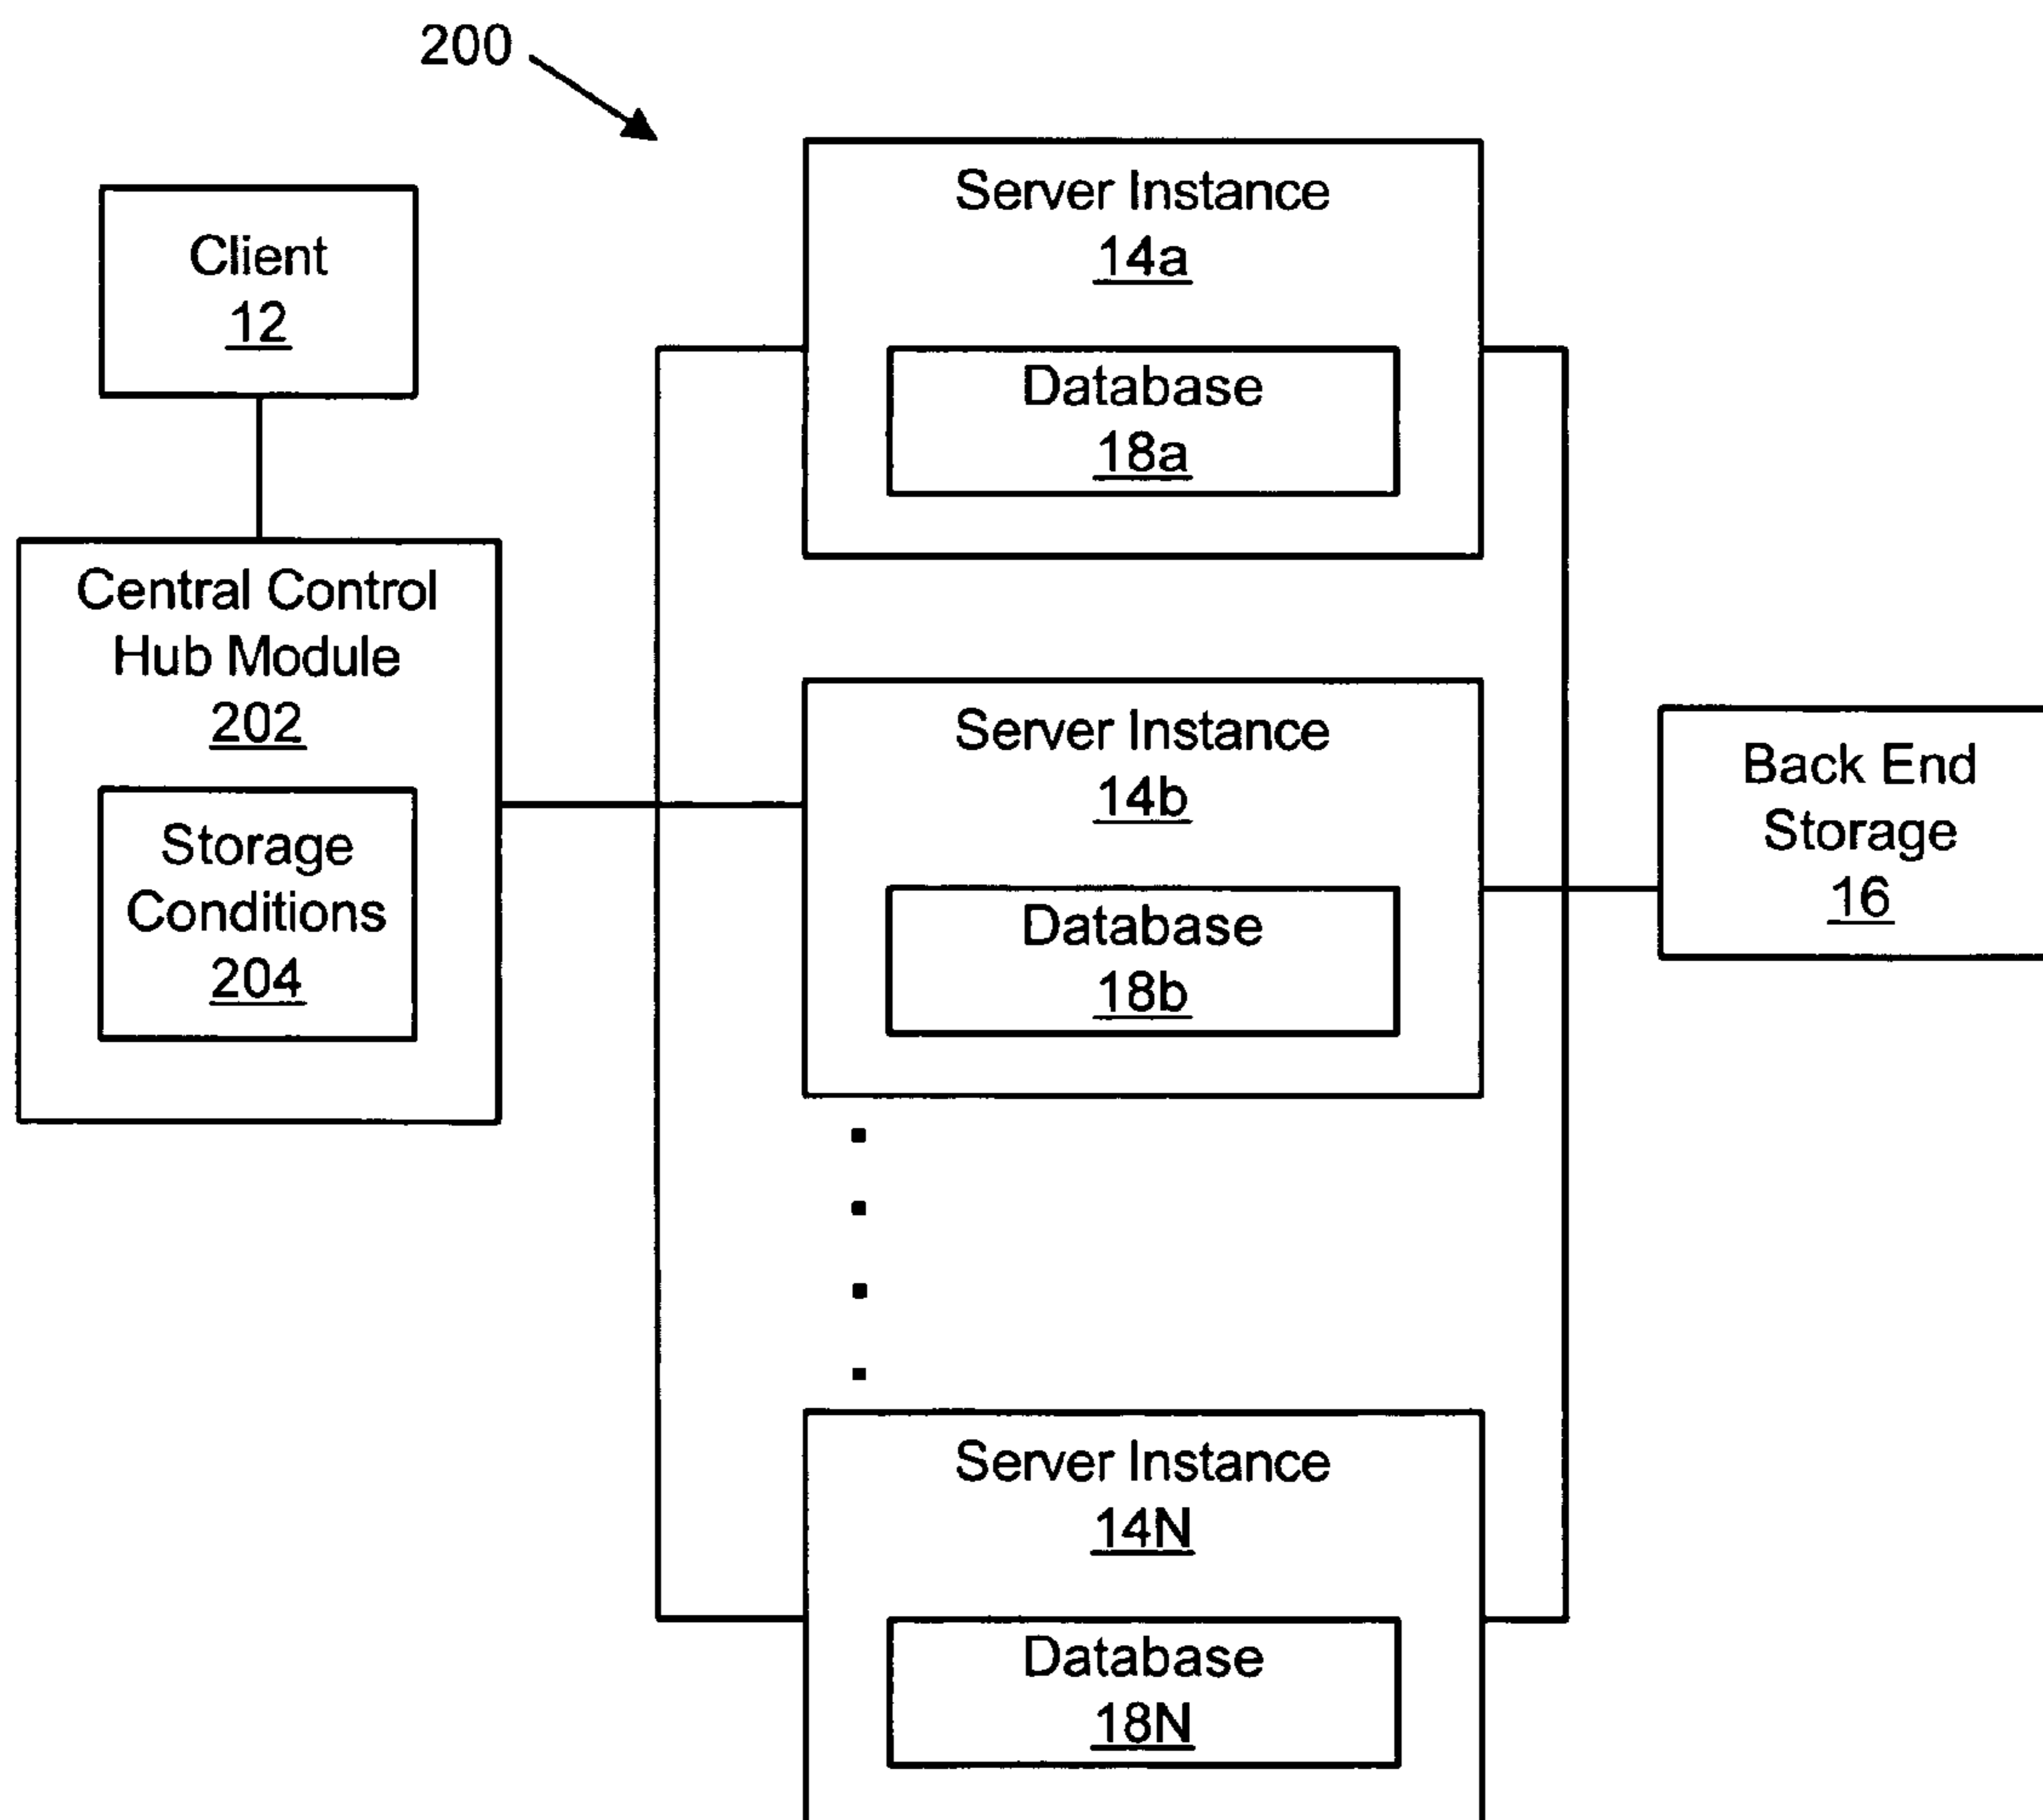 200
Client
12
Central Control
Hub Module
202
Storage
Conditions
204
Server Instance
14a
Database
18a
Server Instance
14b
Database
18b
Server Instance
14N
Database
18N
Back End
Storage
16